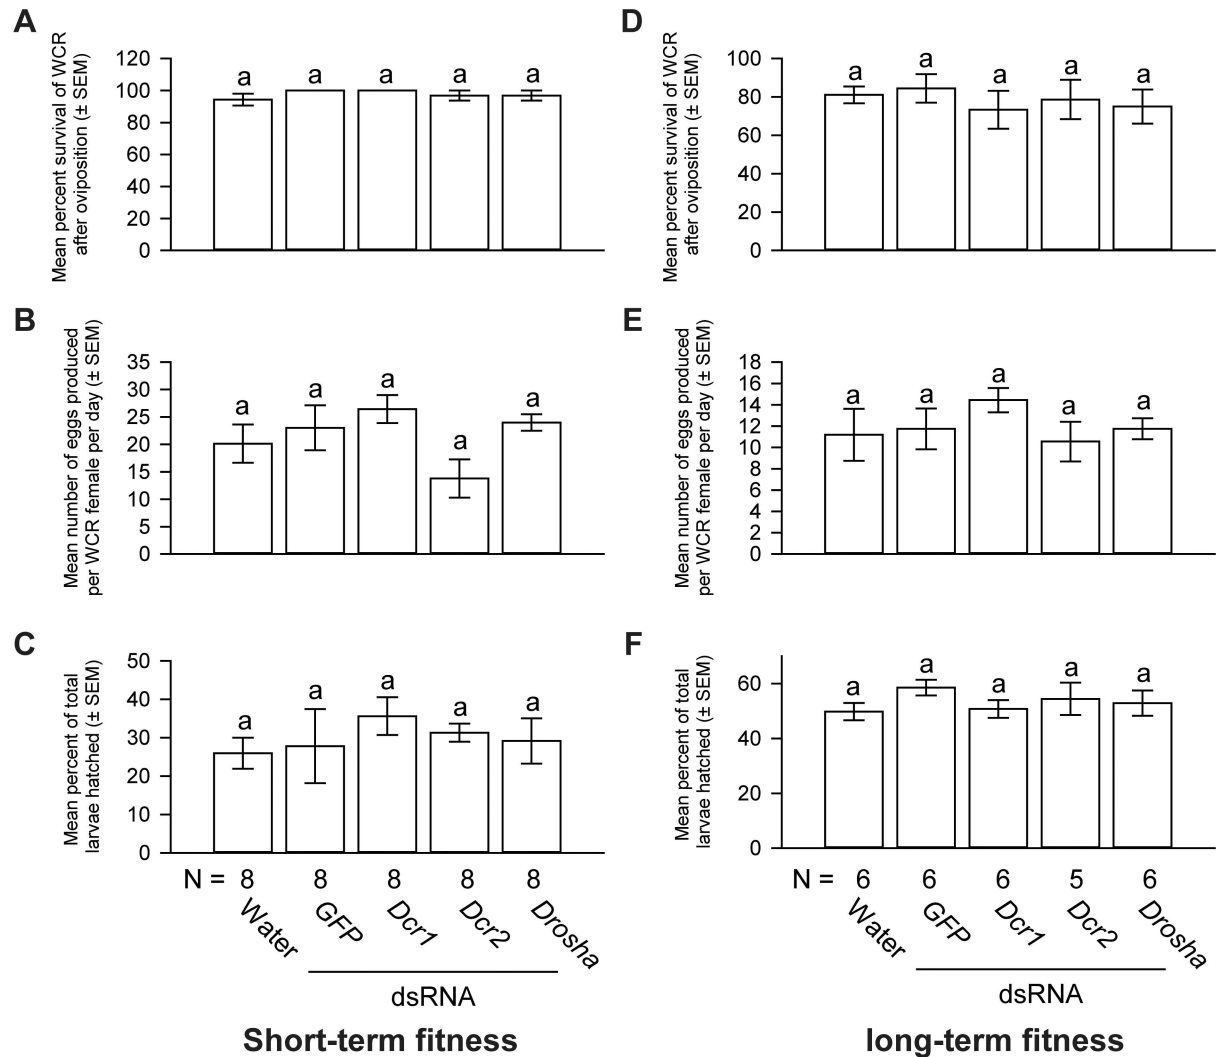 A
Mean percent survival of WCR
after oviposition (± SEM)
120
100
80
60
40
20
0
a a a a a
D
Mean percent survival of WCR
after oviposition (± SEM)
100
80
60
40
20
0
a a a a a
B
Mean number of eggs produced
per WCR female per day (± SEM)
35
30
25
20
15
10
5
0
a a a a a
E
Mean number of eggs produced
per WCR female per day (± SEM)
18
16
14
12
10
8
6
4
2
0
a a a a a
C
Mean percent of total
larvae hatched (± SEM)
50
40
30
20
10
0
a a a a a
N = 8 8 8 8 8
Water GFP Dcr1 Dcr2 Drosha
dsRNA
Short-term fitness
F
Mean percent of total
larvae hatched (± SEM)
60
40
20
0
a a a a a
N = 6 6 6 5 6
Water GFP Dcr1 Dcr2 Drosha
dsRNA
long-term fitness